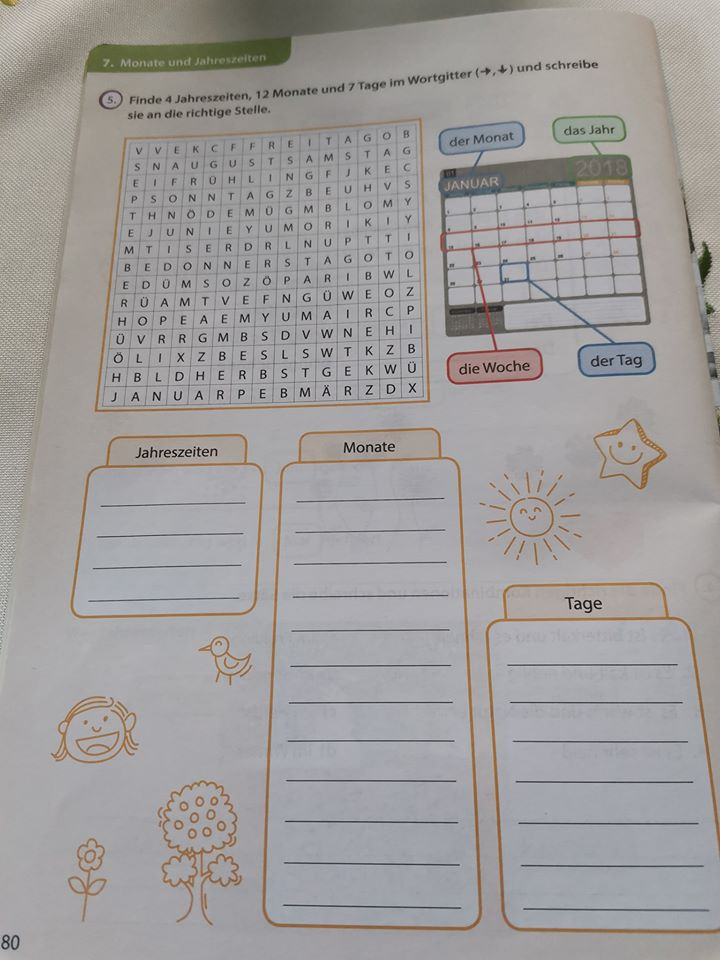 7. Monate und Jahreszeiten
5. Finde 4 Jahreszeiten, 12 Monate und 7 Tage im Wortgitter (→, ↓) und schreibe
sie an die richtige Stelle.
V V E K C F F R E I T A G O B
S N A U G U S T S A M S T A G
E I F R Ü H L I N G F J K E C
P S O N N T A G Z B E U H V S
T H N Ö D E M Ü G M B L O M Y
E J U N I E Y U M O R I K I Y
M T I S E R D R L N U P T T I
B E D O N N E R S T A G O T O
E D Ü M S O Z Ö P A R I B W L
R Ü A M T V E F N G Ü W E O Z
H O P E A E M Y U M A I R C P
Ü V R R G M B S D V W N E H I
Ö L I X Z B E S L S W T K Z B
H B L D H E R B S T G E K W Ü
J A N U A R P E B M Ä R Z D X
der Monat
das Jahr
01
2018
JANUAR
die Woche
der Tag
Jahreszeiten
Monate
Tage
80